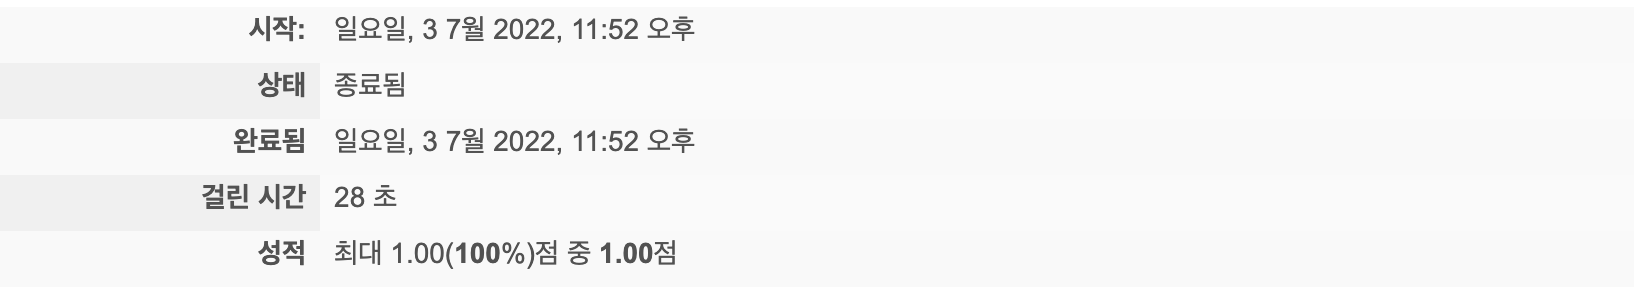 시작: 일요일, 3 7월 2022, 11:52 오후
상태 종료됨
완료됨 일요일, 3 7월 2022, 11:52 오후
걸린 시간 28 초
성적 최대 1.00(100%)점 중 1.00점